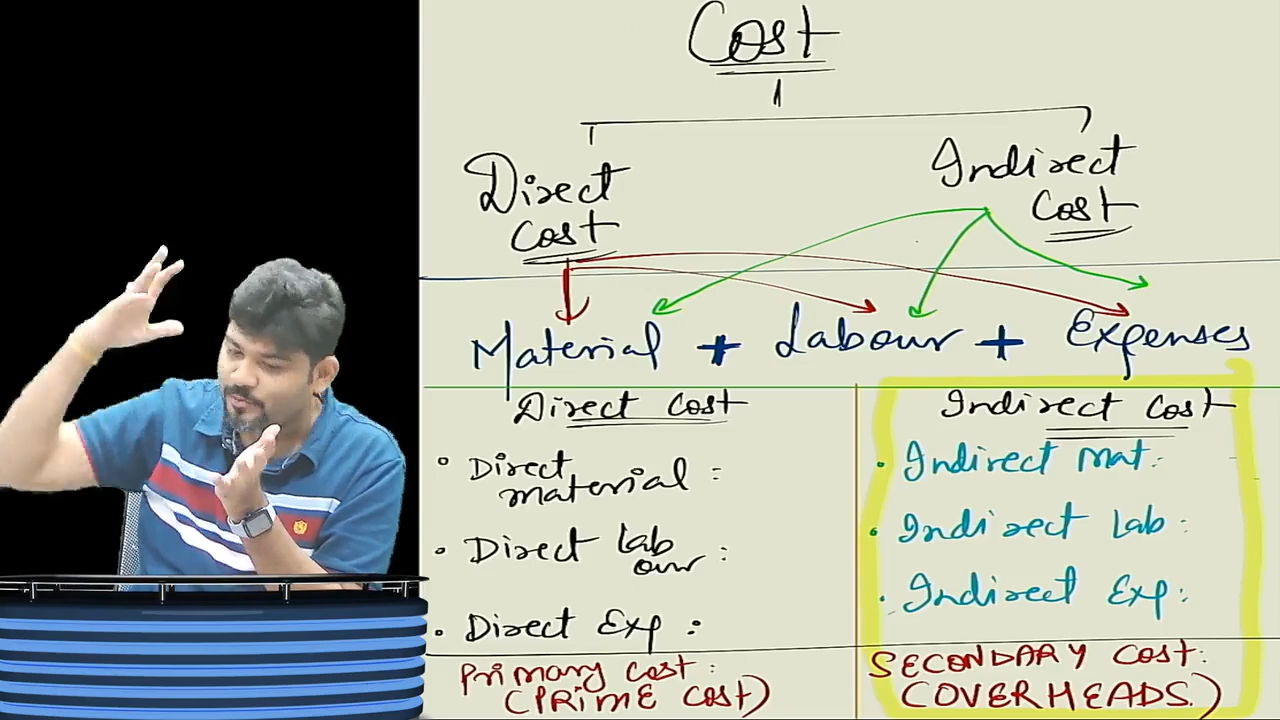 Cost
Direct
Cost
Indirect
Cost
Material + Labour + Expenses
Direct Cost
• Direct
material :
• Direct Lab
our :
• Direct Exp :
Primary Cost :
(PRIME Cost)
Indirect Cost
• Indirect Mat :
• Indirect Lab :
• Indirect Exp :
SECONDARY Cost :
(OVERHEADS.)